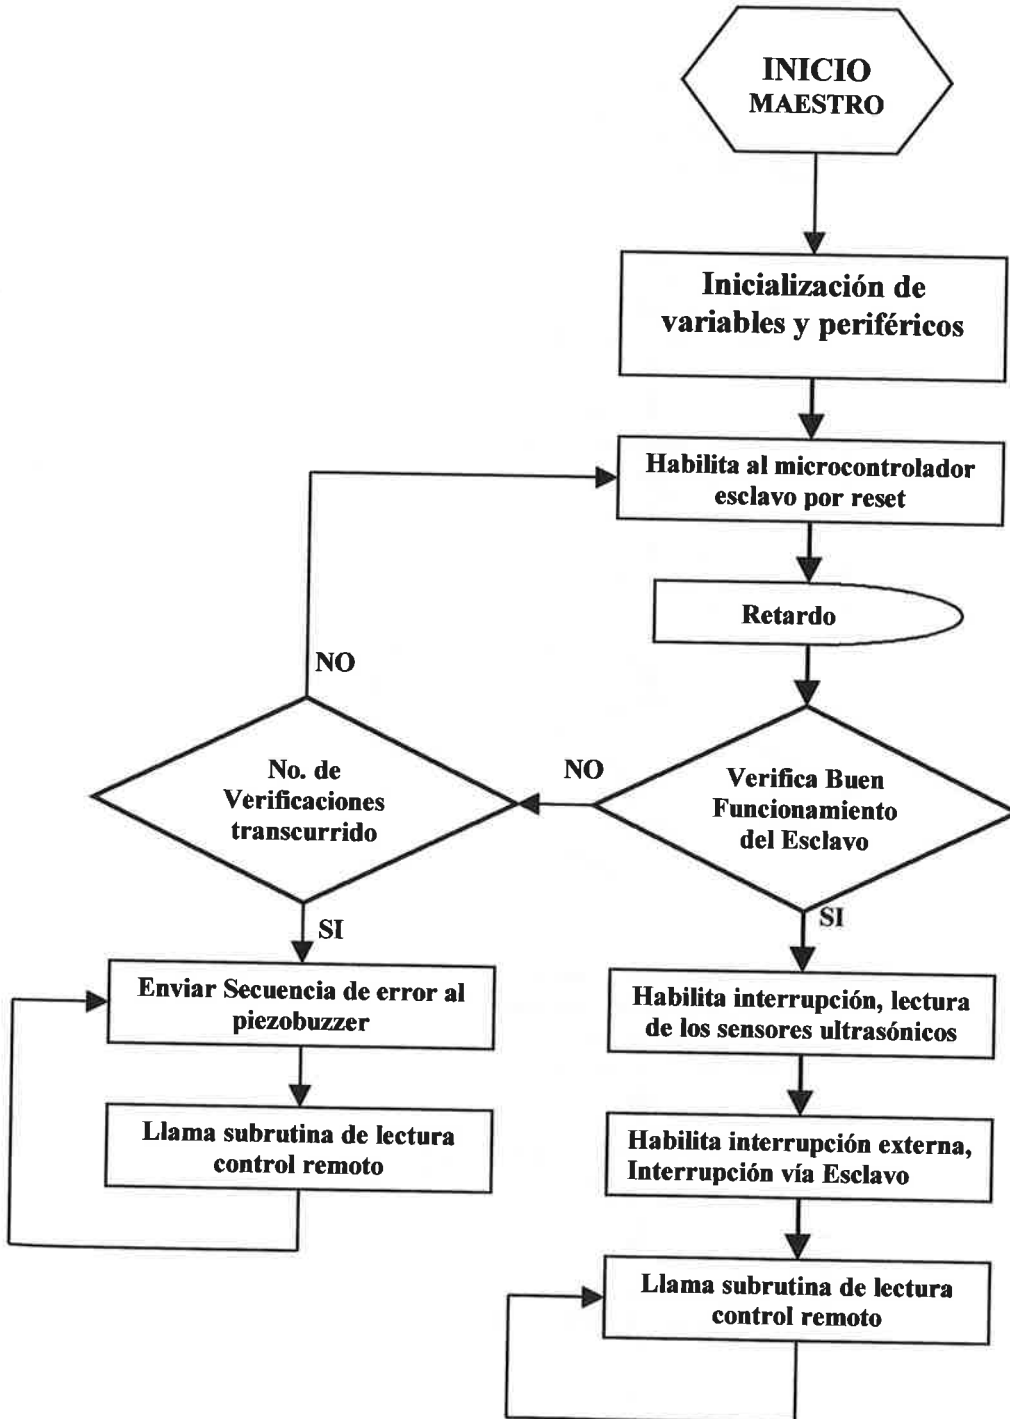 INICIO
MAESTRO
Inicialización de
variables y periféricos
Habilita al microcontrolador
esclavo por reset
Retardo
NO
No. de
Verificaciones
transcurrido
NO
Verifica Buen
Funcionamiento
del Esclavo
SI
SI
Enviar Secuencia de error al
piezobuzzer
Habilita interrupción, lectura
de los sensores ultrasónicos
Llama subrutina de lectura
control remoto
Habilita interrupción externa,
Interrupción vía Esclavo
Llama subrutina de lectura
control remoto